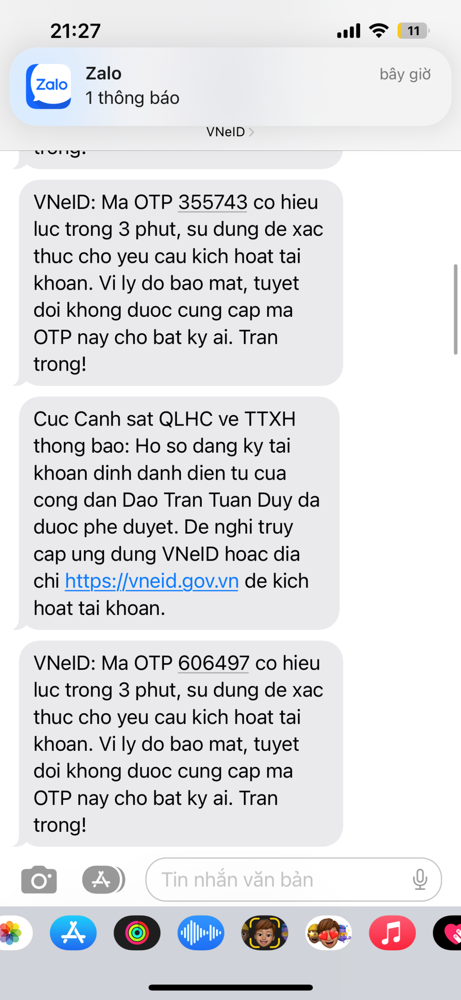 21:27
11
Zalo
Zalo
bây giờ
1 thông báo
VNeID
trong!
VNeID: Ma OTP 355743 co hieu
luc trong 3 phut, su dung de xac
thuc cho yeu cau kich hoat tai
khoan. Vi ly do bao mat, tuyet
doi khong duoc cung cap ma
OTP nay cho bat ky ai. Tran
trong!
Cuc Canh sat QLHC ve TTXH
thong bao: Ho so dang ky tai
khoan dinh danh dien tu cua
cong dan Dao Tran Tuan Duy da
duoc phe duyet. De nghi truy
cap ung dung VNeID hoac dia
chi https://vneid.gov.vn de kich
hoat tai khoan.
VNeID: Ma OTP 606497 co hieu
luc trong 3 phut, su dung de xac
thuc cho yeu cau kich hoat tai
khoan. Vi ly do bao mat, tuyet
doi khong duoc cung cap ma
OTP nay cho bat ky ai. Tran
trong!
Tin nhắn văn bản